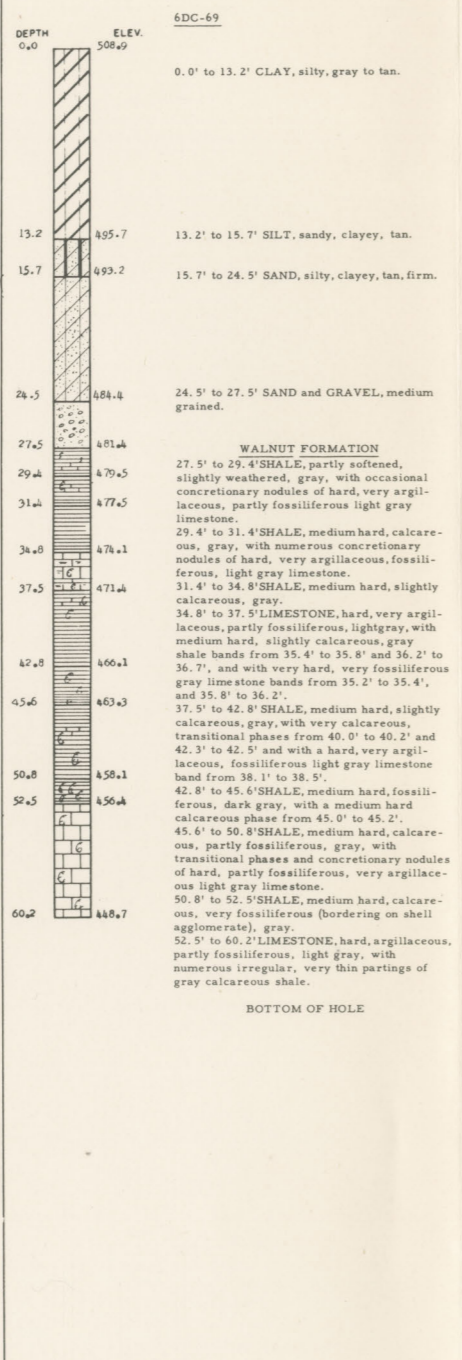 6DC-69
DEPTH ELEV.
0.0 508.9
0.0' to 13.2' CLAY, silty, gray to tan.
13.2 495.7 13.2' to 15.7' SILT, sandy, clayey, tan.
15.7 493.2 15.7' to 24.5' SAND, silty, clayey, tan, firm.
24.5 484.4 24.5' to 27.5' SAND and GRAVEL, medium
grained.
27.5 481.4 WALNUT FORMATION
27.5' to 29.4'SHALE, partly softened,
29.4 479.5 slightly weathered, gray, with occasional
concretionary nodules of hard, very argil-
31.4 477.5 laceous, partly fossiliferous light gray
limestone.
29.4' to 31.4'SHALE, medium hard, calcare-
34.8 474.1 ous, gray, with numerous concretionary
nodules of hard, very argillaceous, fossili-
ferous, light gray limestone.
37.5 471.4 31.4' to 34.8'SHALE, medium hard, slightly
calcareous, gray.
34.8' to 37.5'LIMESTONE, hard, very argil-
laceous, partly fossiliferous, lightgray, with
medium hard, slightly calcareous, gray
shale bands from 35.4' to 35.8' and 36.2' to
42.8 466.1 36.7', and with very hard, very fossiliferous
gray limestone bands from 35.2' to 35.4',
45.6 463.3 and 35.8' to 36.2'.
37.5' to 42.8'SHALE, medium hard, slightly
calcareous, gray, with very calcareous,
transitional phases from 40.0' to 40.2' and
42.3' to 42.5' and with a hard, very argil-
laceous, fossiliferous light gray limestone
50.8 458.1 band from 38.1' to 38.5'.
42.8' to 45.6'SHALE, medium hard, fossili-
52.5 456.4 ferous, dark gray, with a medium hard
calcareous phase from 45.0' to 45.2'.
45.6' to 50.8'SHALE, medium hard, calcare-
ous, partly fossiliferous, gray, with
transitional phases and concretionary nodules
of hard, partly fossiliferous, very argillace-
ous light gray limestone.
50.8' to 52.5'SHALE, medium hard, calcare-
60.2 448.7 ous, very fossiliferous (bordering on shell
agglomerate), gray.
52.5' to 60.2'LIMESTONE, hard, argillaceous,
partly fossiliferous, light gray, with
numerous irregular, very thin partings of
gray calcareous shale.
BOTTOM OF HOLE